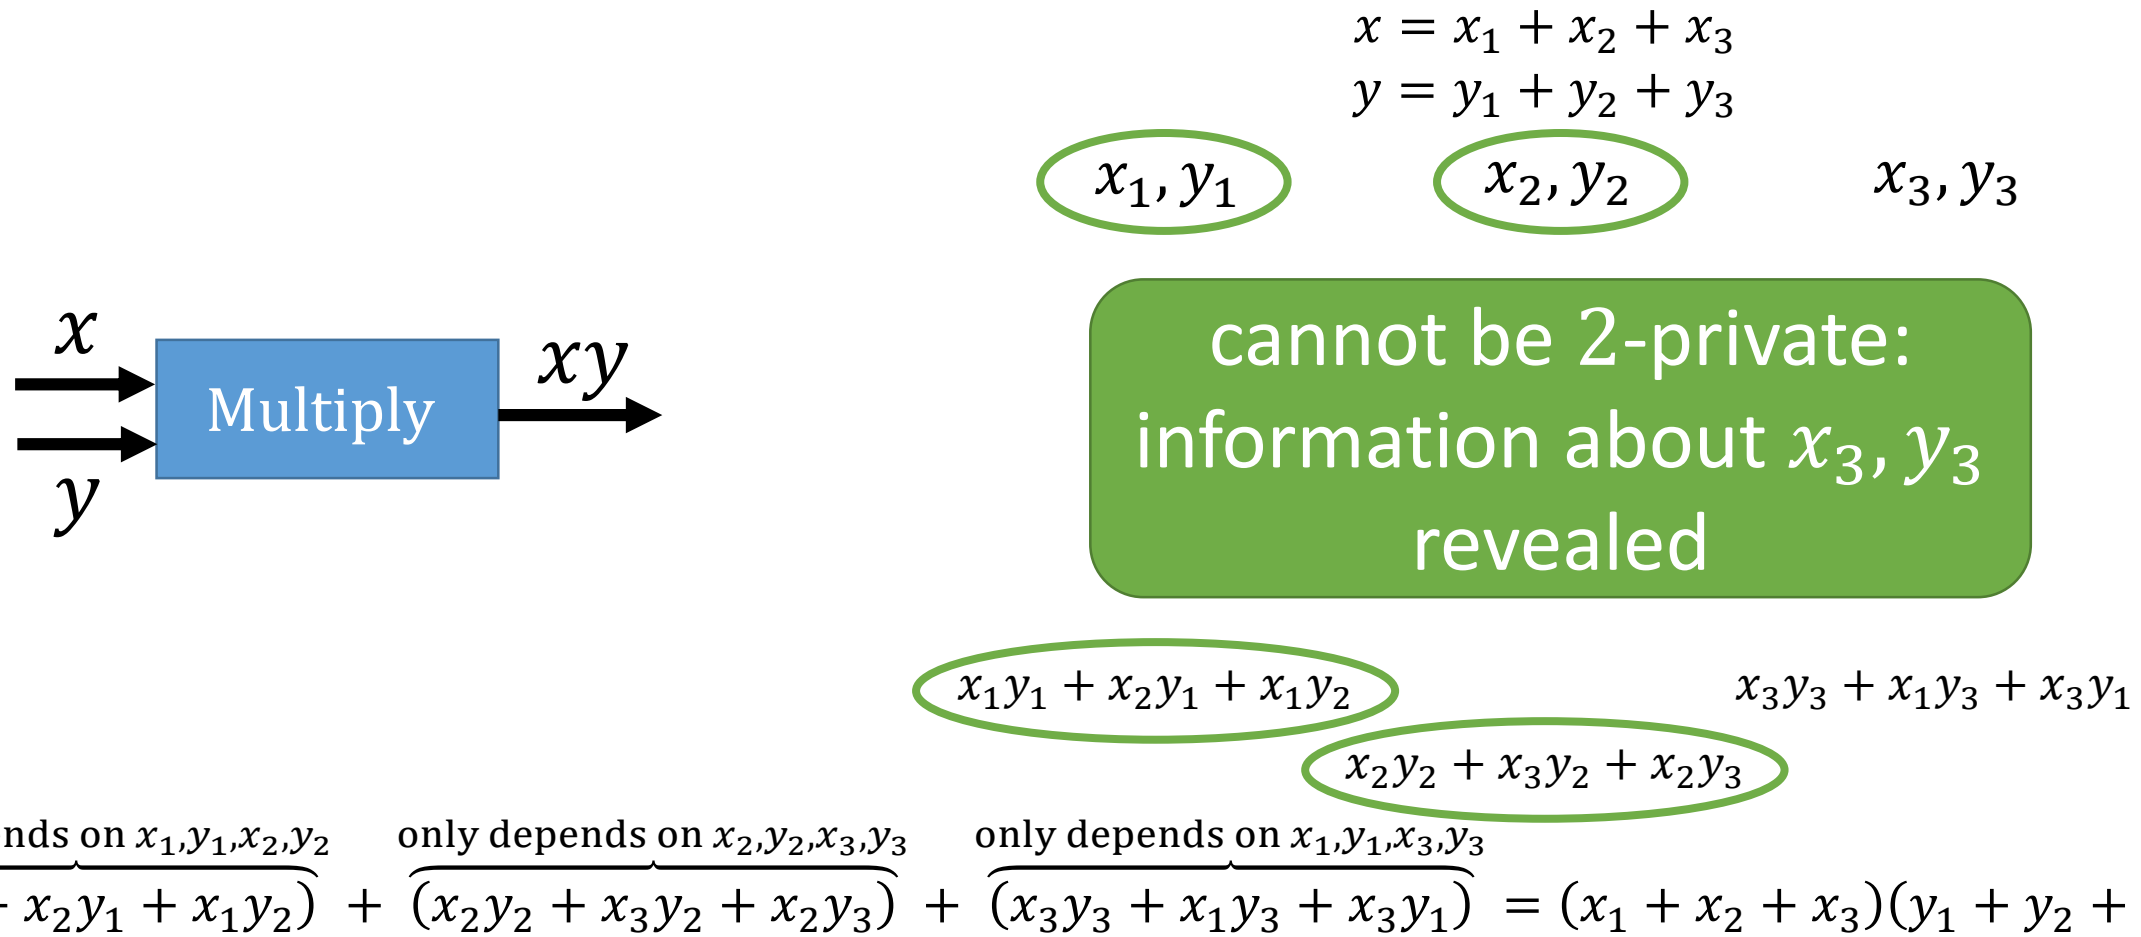 x = x₁ + x₂ + x₃
y = y₁ + y₂ + y₃
x₁, y₁
x₂, y₂
x₃, y₃
x
Multiply
xy
y
cannot be 2-private:
information about x₃, y₃
revealed
x₁y₁ + x₂y₁ + x₁y₂
x₃y₃ + x₁y₃ + x₃y₁
x₂y₂ + x₃y₂ + x₂y₃
nds on x₁,y₁,x₂,y₂ only depends on x₂,y₂,x₃,y₃ only depends on x₁,y₁,x₃,y₃
x₂y₁ + x₁y₂) + (x₂y₂ + x₃y₂ + x₂y₃) + (x₃y₃ + x₁y₃ + x₃y₁) = (x₁ + x₂ + x₃)(y₁ + y₂ +